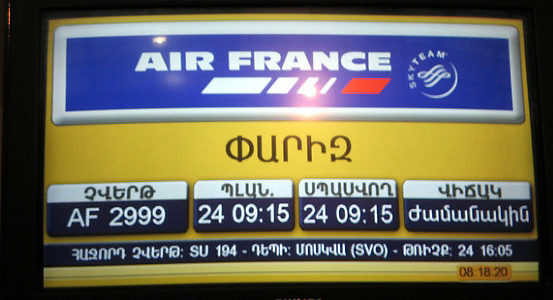 AIR FRANCE
SKYTEAM
ՓԱՐԻԶ
ՉՎԵՐԹ ՊԼԱՆ. ՍՊԱՍՎՈՂ ՎԻՃԱԿ
AF 2999 24 09:15 24 09:15 Ժամանակին
ՀԱՋՈՐԴ ՉՎԵՐԹ: SU 194 - ԴԵՊԻ: ՄՈՍԿՎԱ (SVO) - ԹՌԻՉՔ: 24 16:05
08:18:20